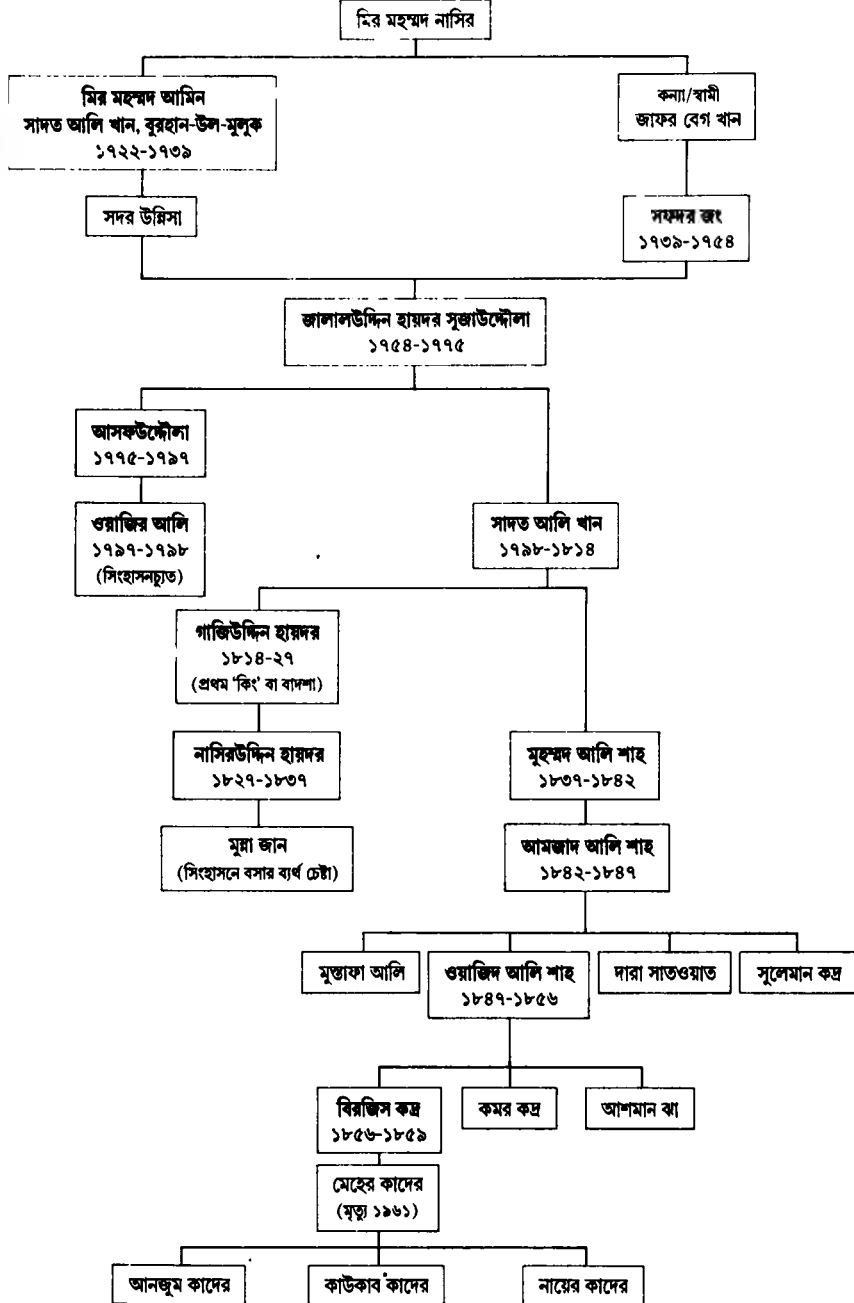 মির মহম্মদ নাসির
মির মহম্মদ আমিন
সাদত আলি খান, বুরহান-উল-মুলুক
১৭২২-১৭৩৯
কন্যা/স্বামী
জাফর বেগ খান
সদর উন্নিসা
সফদর জং
১৭৩৯-১৭৫৪
জালালউদ্দিন হায়দর সুজাউদ্দৌলা
১৭৫৪-১৭৭৫
আসফউদ্দৌলা
১৭৭৫-১৭৯৭
ওয়াজির আলি
১৭৯৭-১৭৯৮
(সিংহাসনচ্যুত)
সাদত আলি খান
১৭৯৮-১৮১৪
গাজিউদ্দিন হায়দর
১৮১৪-২৭
(প্রথম ‘কিং’ বা বাদশা)
নাসিরউদ্দিন হায়দর
১৮২৭-১৮৩৭
মুহম্মদ আলি শাহ
১৮৩৭-১৮৪২
মুন্না জান
(সিংহাসনে বসার ব্যর্থ চেষ্টা)
আমজাদ আলি শাহ
১৮৪২-১৮৪৭
মুস্তাফা আলি
ওয়াজিদ আলি শাহ
১৮৪৭-১৮৫৬
দারা সাতওয়াত
সুলেমান কদ্র
বিরজিস কদ্র
১৮৫৬-১৮৫৯
কমর কদ্র
আশমান ঝা
মেহের কাদের
(মৃত্যু ১৯৬১)
আনজুম কাদের
কাউকাব কাদের
নায়ের কাদের